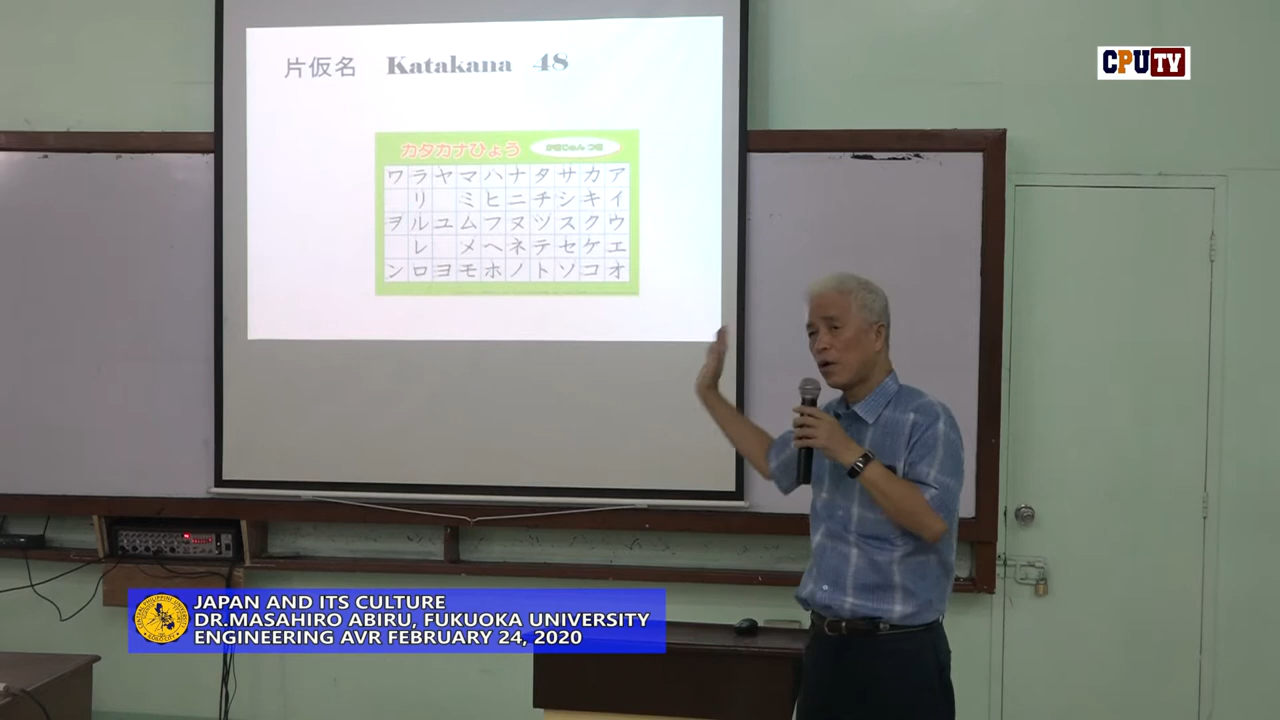 片仮名 Katakana 48
カタカナひょう
ワラヤマハナタサカア
リ ミヒニチシキイ
ヲルユムフヌツスクウ
レ メヘネテセケエ
ンロヨモホノトソコオ
CPUTV
JAPAN AND ITS CULTURE
DR.MASAHIRO ABIRU, FUKUOKA UNIVERSITY
ENGINEERING AVR FEBRUARY 24, 2020